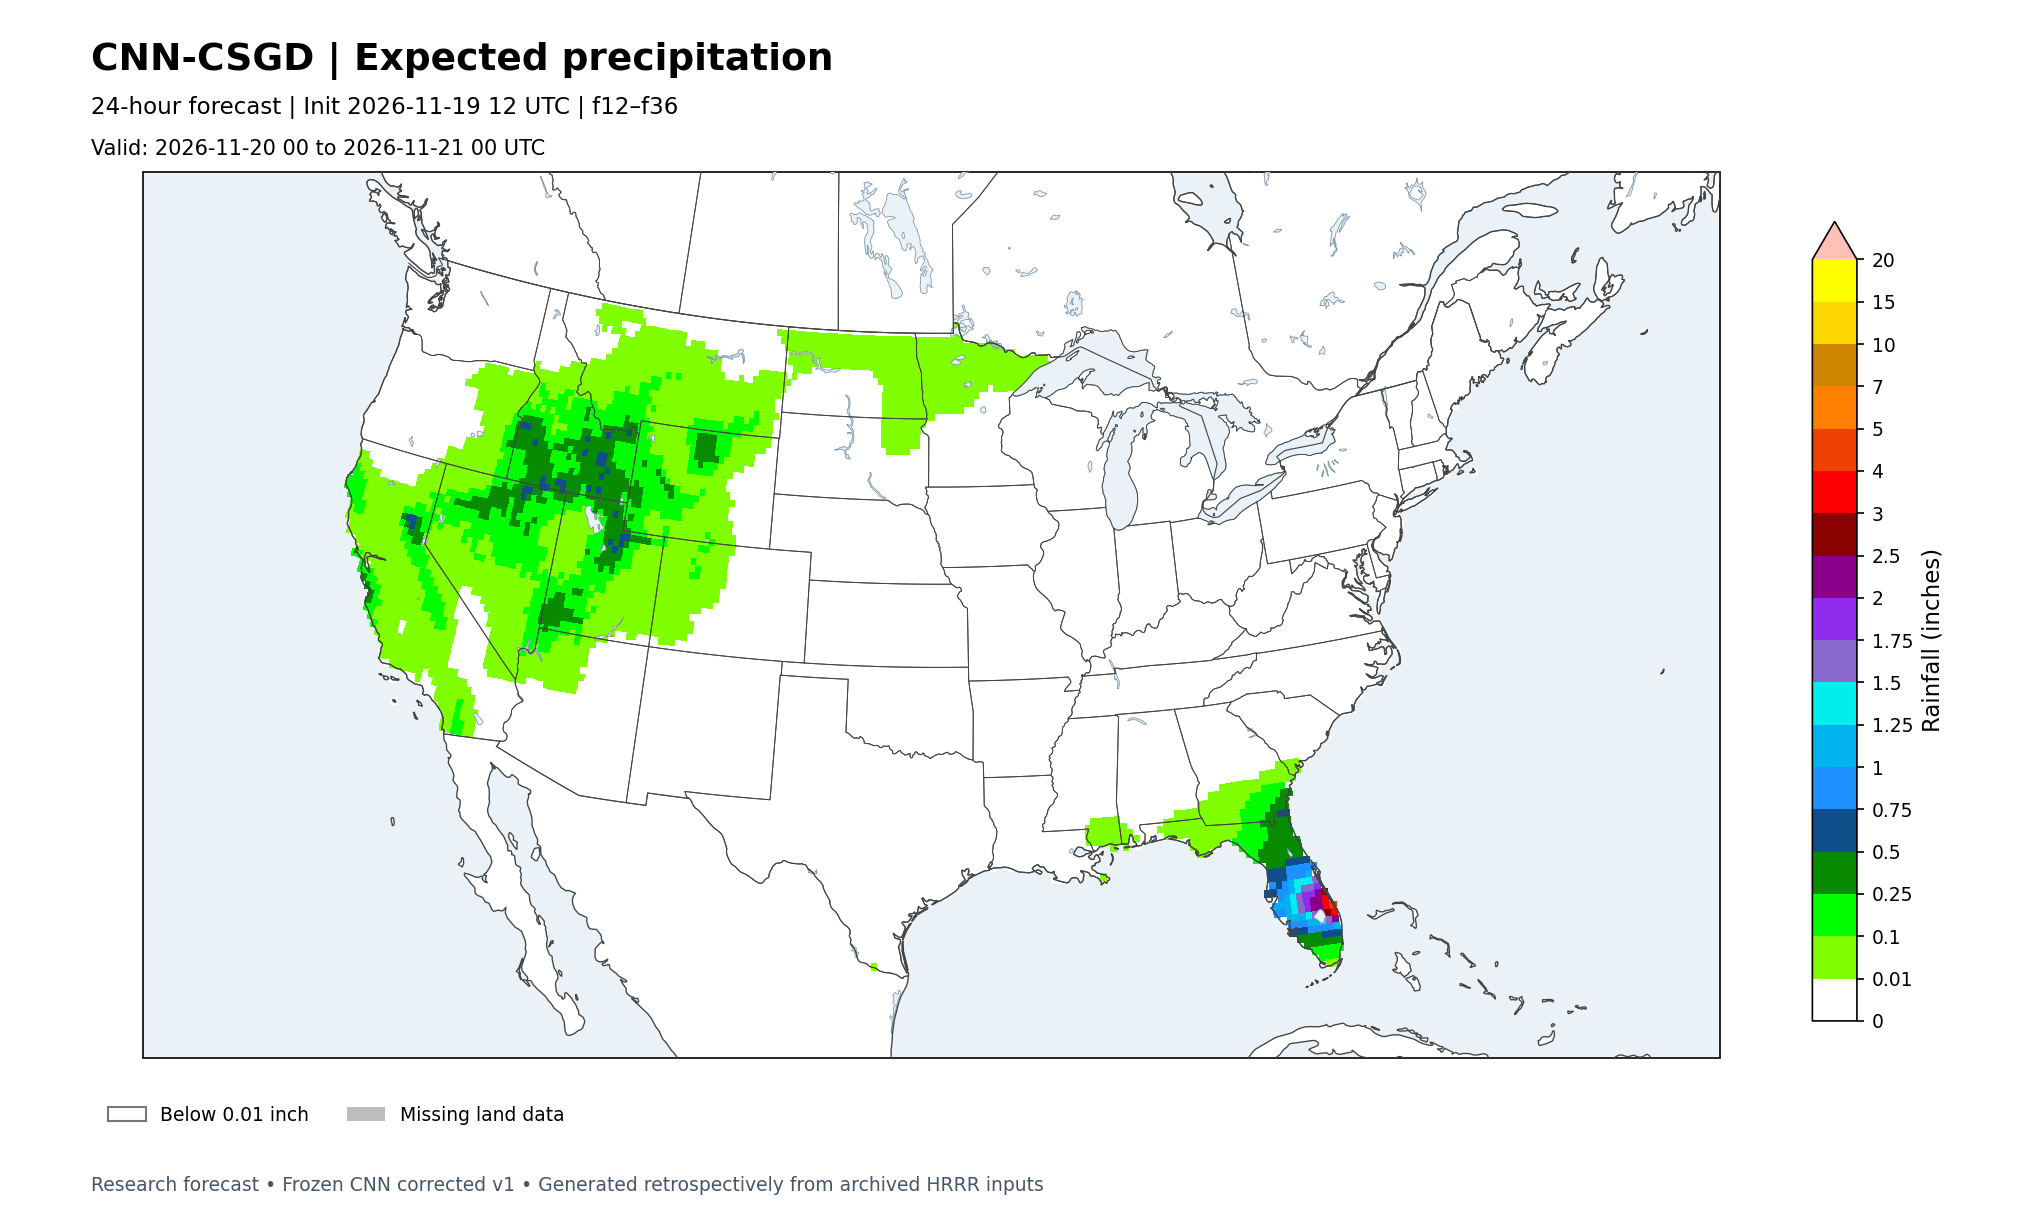 CNN-CSGD | Expected precipitation
24-hour forecast | Init 2026-11-19 12 UTC | f12–f36
Valid: 2026-11-20 00 to 2026-11-21 00 UTC
20
15
10
7
5
4
3
2.5
2
1.75
1.5
1.25
1
0.75
0.5
0.25
0.1
0.01
0
Rainfall (inches)
Below 0.01 inch
Missing land data
Research forecast • Frozen CNN corrected v1 • Generated retrospectively from archived HRRR inputs